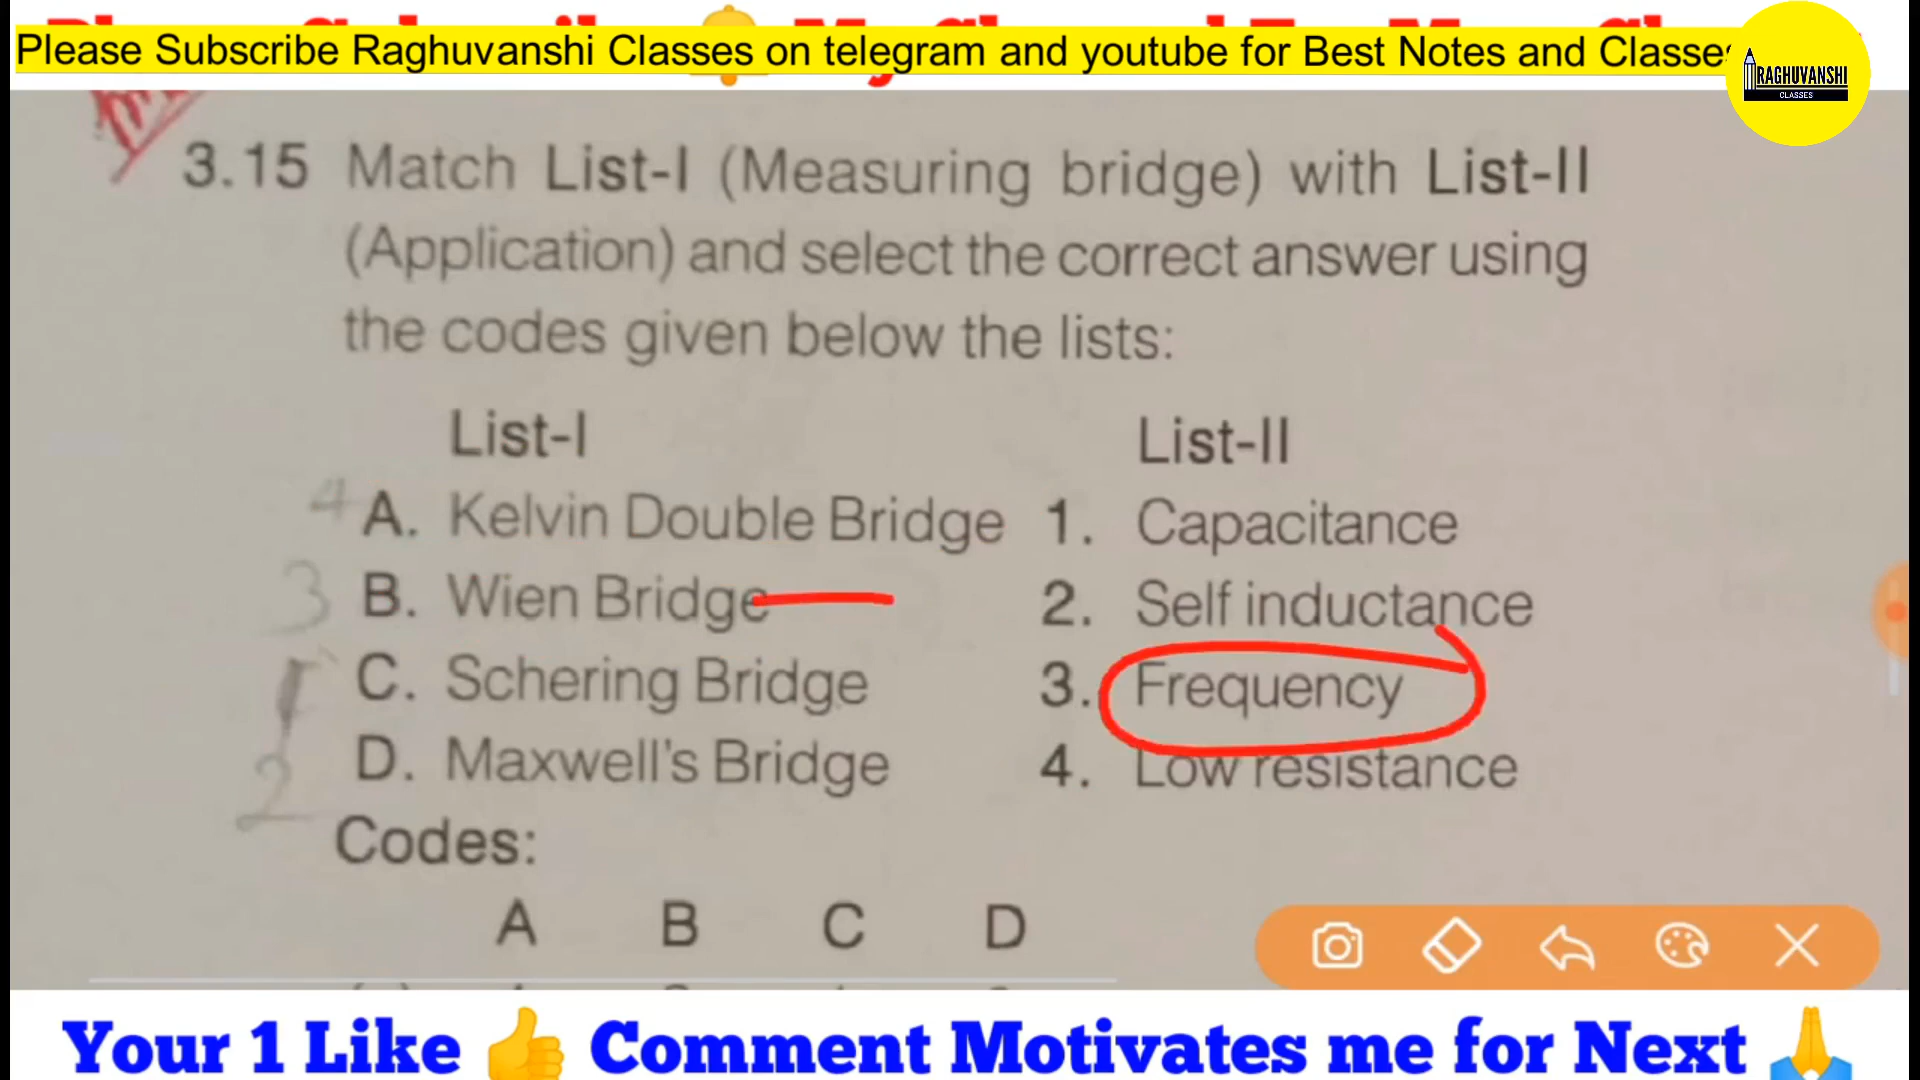 Please Subscribe Raghuvanshi Classes on telegram and youtube for Best Notes and Classes
RAGHUVANSHI
CLASSES
3.15 Match List-I (Measuring bridge) with List-II
(Application) and select the correct answer using
the codes given below the lists:
List-I List-II
4 A. Kelvin Double Bridge 1. Capacitance
3 B. Wien Bridge 2. Self inductance
1 C. Schering Bridge 3. Frequency
2 D. Maxwell's Bridge 4. Low resistance
Codes:
A B C D
Your 1 Like 👍 Comment Motivates me for Next 🙏